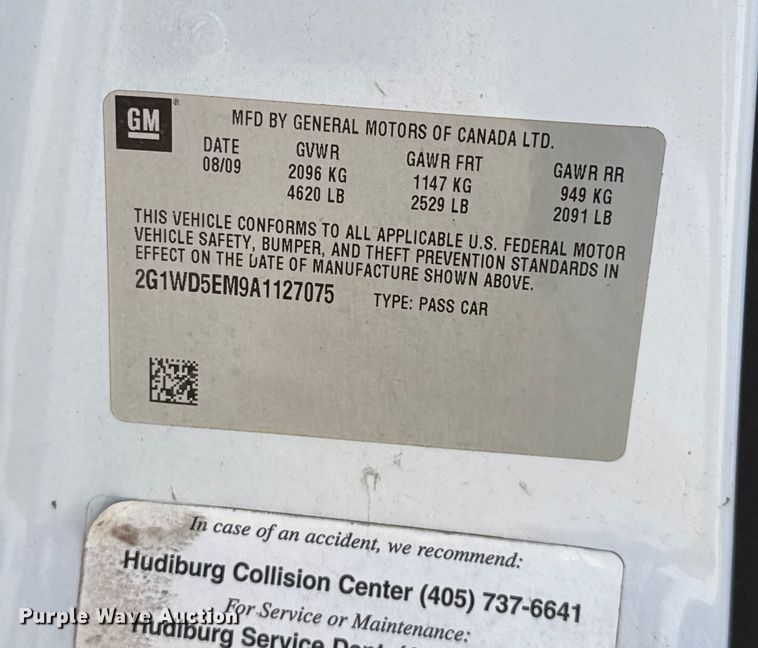 GM
MFD BY GENERAL MOTORS OF CANADA LTD.
DATE GVWR GAWR FRT GAWR RR
08/09 2096 KG 1147 KG 949 KG
4620 LB 2529 LB 2091 LB
THIS VEHICLE CONFORMS TO ALL APPLICABLE U.S. FEDERAL MOTOR
VEHICLE SAFETY, BUMPER, AND THEFT PREVENTION STANDARDS IN
EFFECT ON THE DATE OF MANUFACTURE SHOWN ABOVE.
2G1WD5EM9A1127075 TYPE: PASS CAR
In case of an accident, we recommend:
Hudiburg Collision Center (405) 737-6641
For Service or Maintenance:
Hudiburg Service
Purple Wave Auction